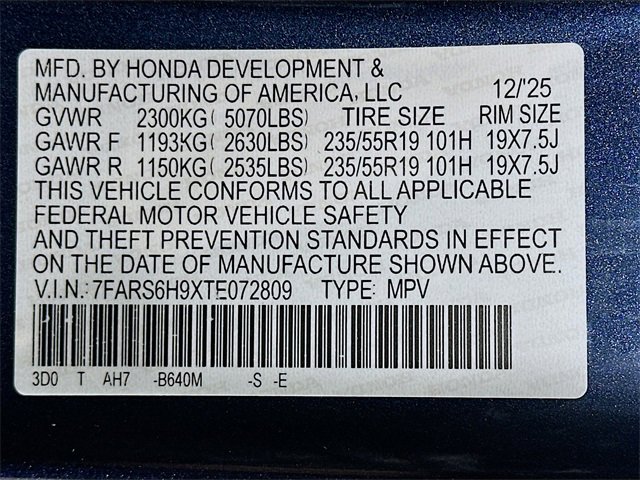 MFD. BY HONDA DEVELOPMENT &
MANUFACTURING OF AMERICA, LLC 12/'25
GVWR 2300KG( 5070LBS) TIRE SIZE RIM SIZE
GAWR F 1193KG( 2630LBS) 235/55R19 101H 19X7.5J
GAWR R 1150KG( 2535LBS) 235/55R19 101H 19X7.5J
THIS VEHICLE CONFORMS TO ALL APPLICABLE
FEDERAL MOTOR VEHICLE SAFETY
AND THEFT PREVENTION STANDARDS IN EFFECT
ON THE DATE OF MANUFACTURE SHOWN ABOVE.
V.I.N.:7FARS6H9XTE072809 TYPE: MPV
3D0 T AH7 -B640M -S -E